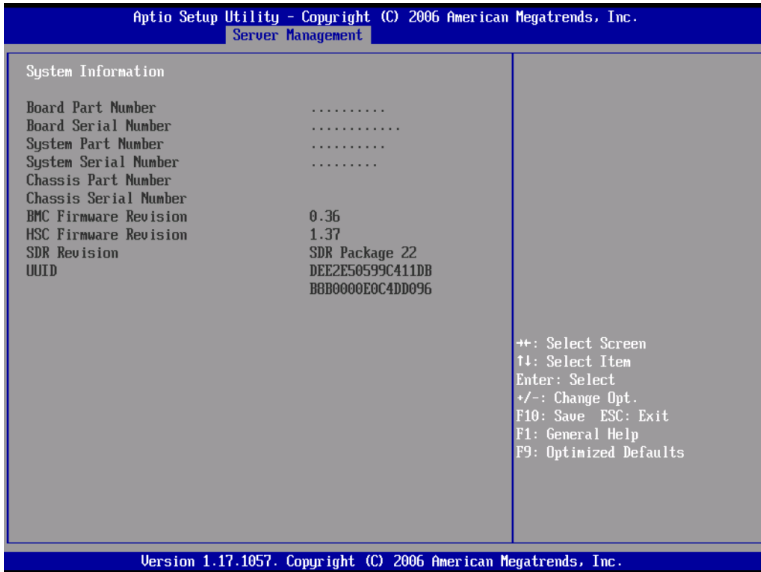 Aptio Setup Utility - Copyright (C) 2006 American Megatrends, Inc.
Server Management
System Information
Board Part Number ..........
Board Serial Number ............
System Part Number ..........
System Serial Number .........
Chassis Part Number
Chassis Serial Number
BMC Firmware Revision 0.36
HSC Firmware Revision 1.37
SDR Revision SDR Package 22
UUID DEE2E50599C411DB
B8B0000E0C4DD096
→←: Select Screen
↑↓: Select Item
Enter: Select
+/-: Change Opt.
F10: Save ESC: Exit
F1: General Help
F9: Optimized Defaults
Version 1.17.1057. Copyright (C) 2006 American Megatrends, Inc.